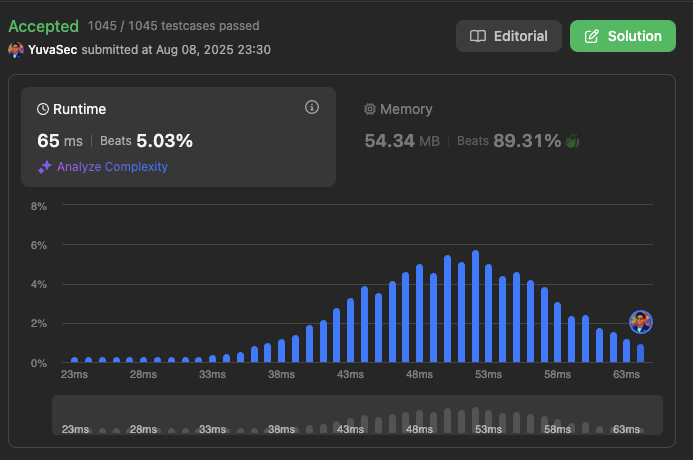 Accepted 1045 / 1045 testcases passed
YuvaSec submitted at Aug 08, 2025 23:30
Editorial
Solution
Runtime
65 ms | Beats 5.03%
Analyze Complexity
Memory
54.34 MB | Beats 89.31%
8%
6%
4%
2%
0%
23ms 28ms 33ms 38ms 43ms 48ms 53ms 58ms 63ms
23ms 28ms 33ms 38ms 43ms 48ms 53ms 58ms 63ms